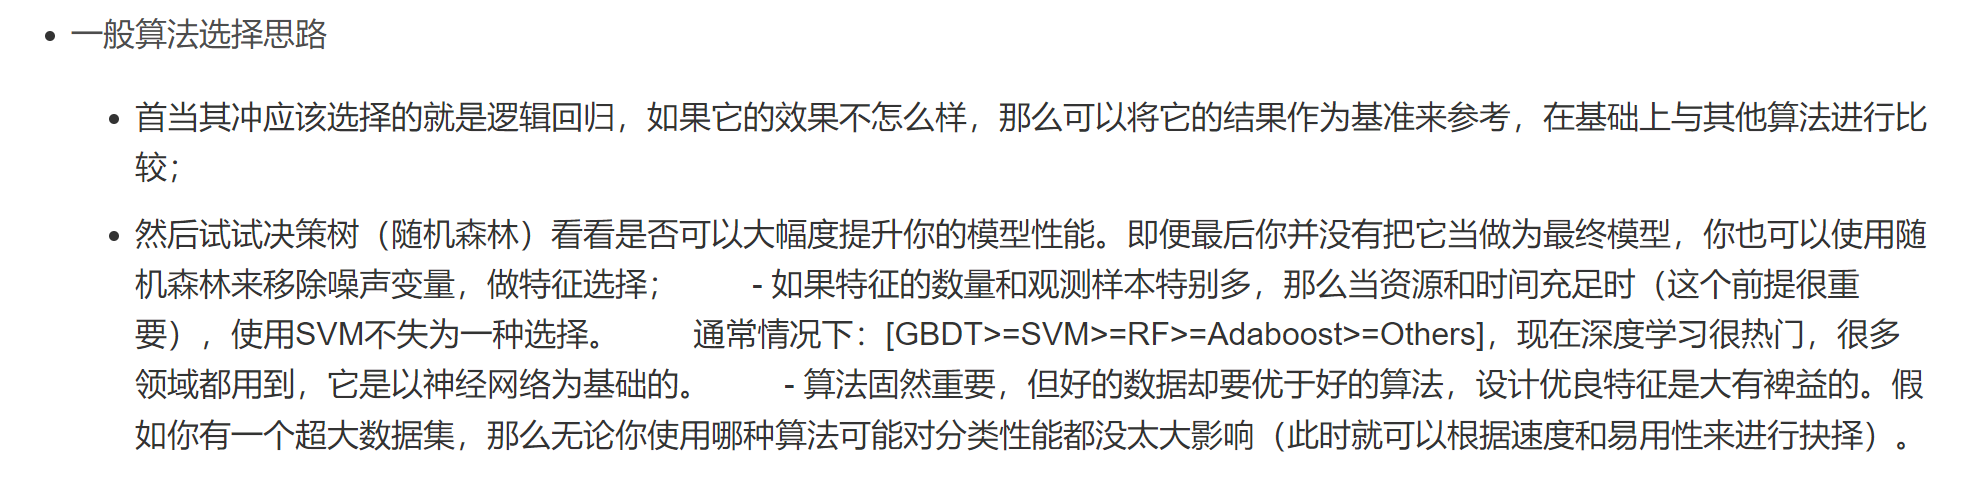 一般算法选择思路
首当其冲应该选择的就是逻辑回归，如果它的效果不怎么样，那么可以将它的结果作为基准来参考，在基础上与其他算法进行比
较；
然后试试决策树（随机森林）看看是否可以大幅度提升你的模型性能。即便最后你并没有把它当做为最终模型，你也可以使用随
机森林来移除噪声变量，做特征选择； - 如果特征的数量和观测样本特别多，那么当资源和时间充足时（这个前提很重
要），使用SVM不失为一种选择。 通常情况下：[GBDT>=SVM>=RF>=Adaboost>=Others]，现在深度学习很热门，很多
领域都用到，它是以神经网络为基础的。 - 算法固然重要，但好的数据却要优于好的算法，设计优良特征是大有裨益的。假
如你有一个超大数据集，那么无论你使用哪种算法可能对分类性能都没太大影响（此时就可以根据速度和易用性来进行抉择）。